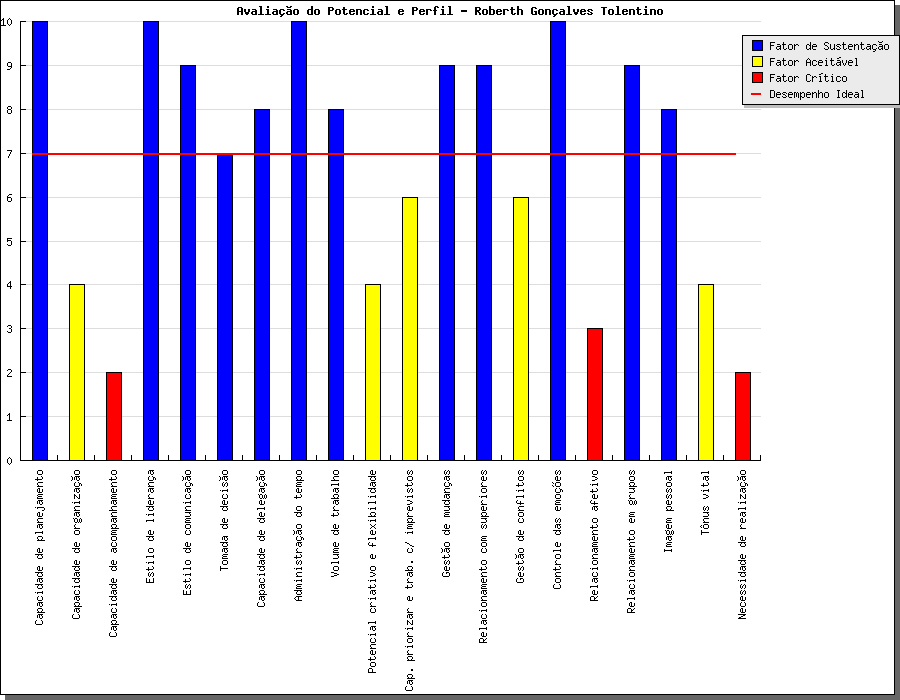 Avaliação do Potencial e Perfil - Roberth Gonçalves Tolentino
Fator de Sustentação
Fator Aceitável
Fator Crítico
Desempenho Ideal
10
9
8
7
6
5
4
3
2
1
0
Capacidade de planejamento
Capacidade de organização
Capacidade de acompanhamento
Estilo de liderança
Estilo de comunicação
Tomada de decisão
Capacidade de delegação
Administração do tempo
Volume de trabalho
Potencial criativo e flexibilidade
Cap. priorizar e trab. c/ imprevistos
Gestão de mudanças
Relacionamento com superiores
Gestão de conflitos
Controle das emoções
Relacionamento afetivo
Relacionamento em grupos
Imagem pessoal
Tônus vital
Necessidade de realização